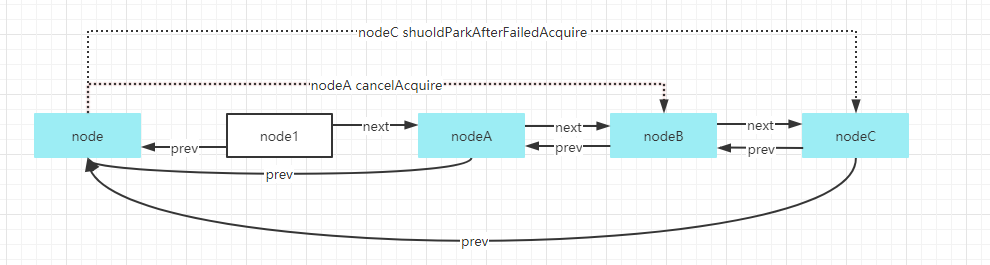 nodeC shuoldParkAfterFailedAcquire
nodeA cancelAcquire
node
prev
node1
next
nodeA
next
prev
nodeB
next
prev
nodeC
prev
prev